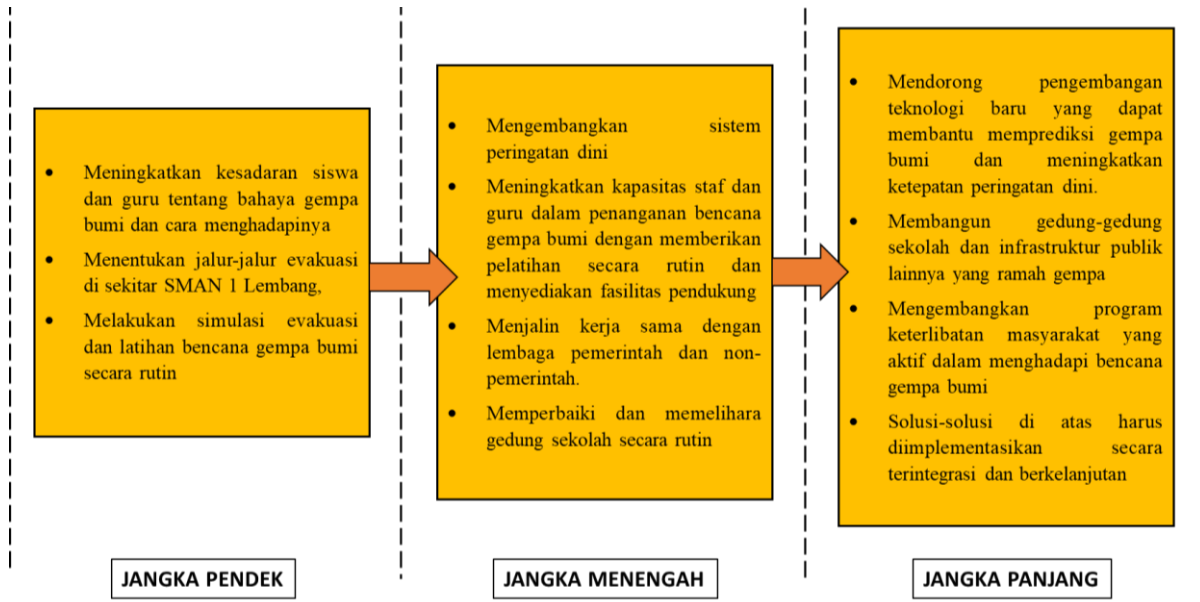 • Meningkatkan kesadaran siswa
dan guru tentang bahaya gempa
bumi dan cara menghadapinya
• Menentukan jalur-jalur evakuasi
di sekitar SMAN 1 Lembang,
• Melakukan simulasi evakuasi
dan latihan bencana gempa bumi
secara rutin
JANGKA PENDEK
• Mengembangkan sistem
peringatan dini
• Meningkatkan kapasitas staf dan
guru dalam penanganan bencana
gempa bumi dengan memberikan
pelatihan secara rutin dan
menyediakan fasilitas pendukung
• Menjalin kerja sama dengan
lembaga pemerintah dan non-
pemerintah.
• Memperbaiki dan memelihara
gedung sekolah secara rutin
JANGKA MENENGAH
• Mendorong pengembangan
teknologi baru yang dapat
membantu memprediksi gempa
bumi dan meningkatkan
ketepatan peringatan dini.
• Membangun gedung-gedung
sekolah dan infrastruktur publik
lainnya yang ramah gempa
• Mengembangkan program
keterlibatan masyarakat yang
aktif dalam menghadapi bencana
gempa bumi
• Solusi-solusi di atas harus
diimplementasikan secara
terintegrasi dan berkelanjutan
JANGKA PANJANG